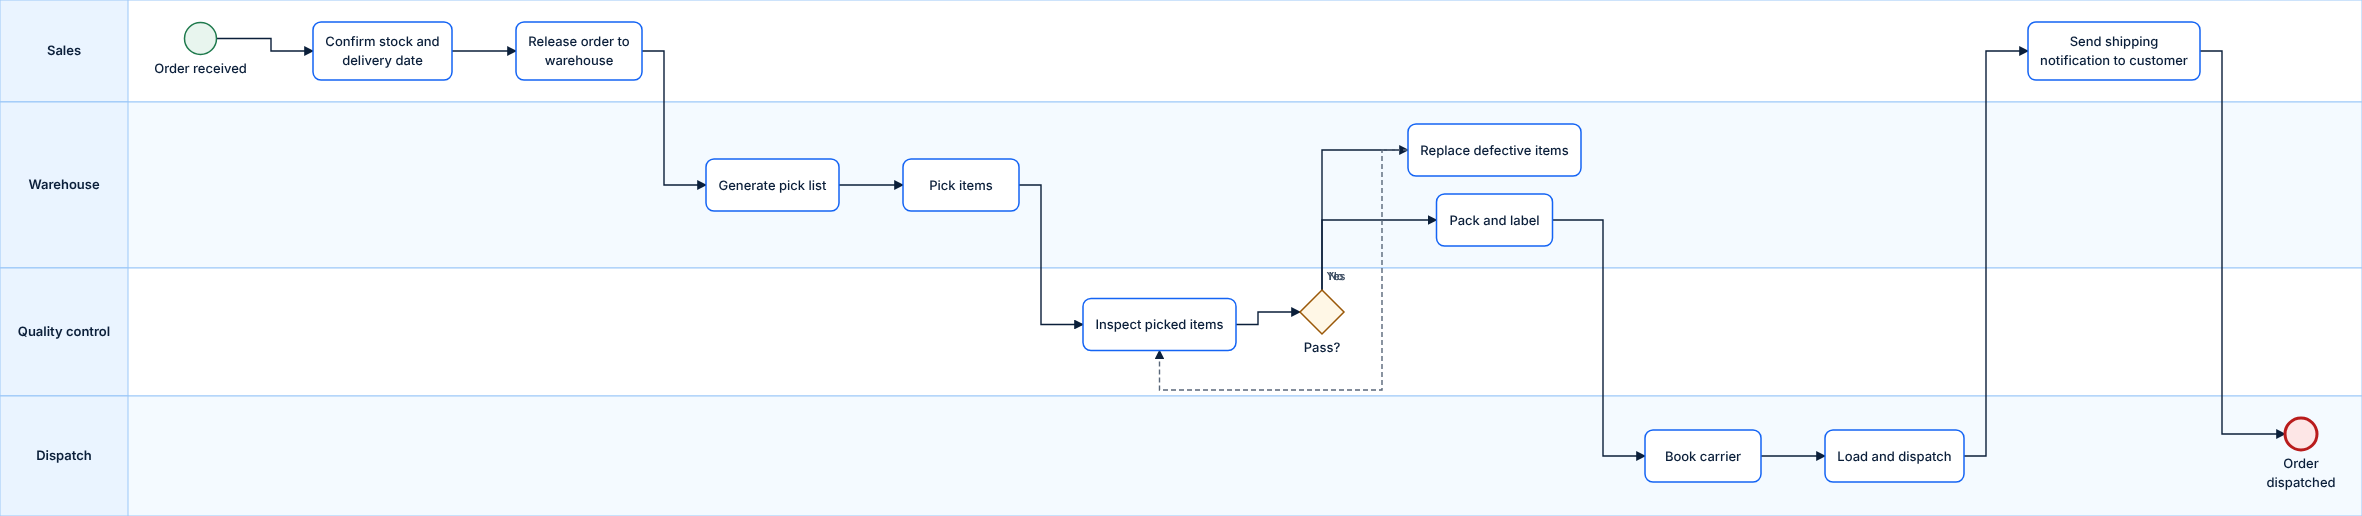 Sales
Order received
Confirm stock and
delivery date
Release order to
warehouse
Send shipping
notification to customer
Warehouse
Generate pick list
Pick items
Replace defective items
Pack and label
Quality control
Inspect picked items
Pass?
Dispatch
Book carrier
Load and dispatch
Order
dispatched